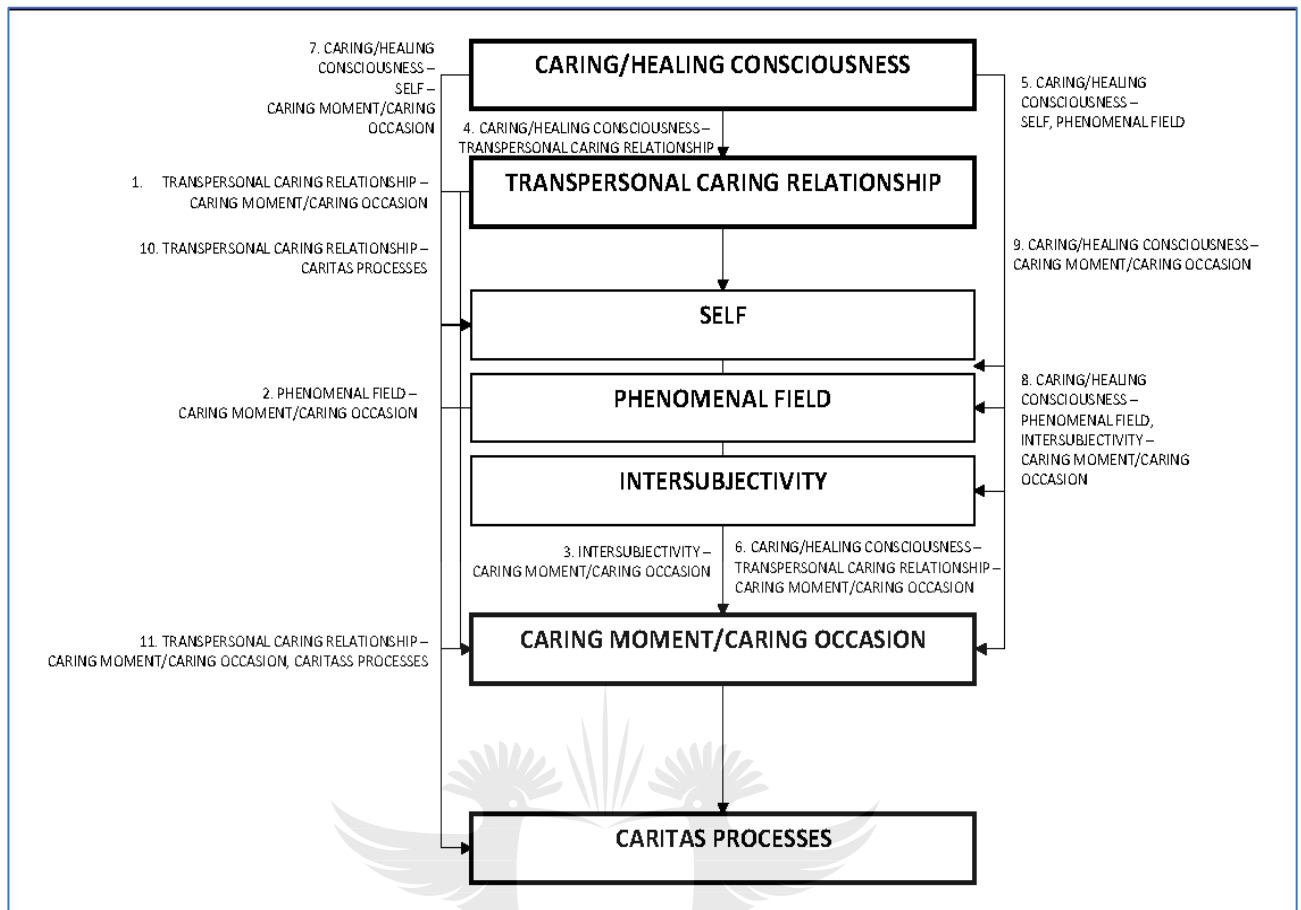 7. CARING/HEALING
CONSCIOUSNESS –
SELF –
CARING MOMENT/CARING
OCCASION
CARING/HEALING CONSCIOUSNESS
5. CARING/HEALING
CONSCIOUSNESS –
SELF, PHENOMENAL FIELD
4. CARING/HEALING CONSCIOUSNESS –
TRANSPERSONAL CARING RELATIONSHIP
1. TRANSPERSONAL CARING RELATIONSHIP –
CARING MOMENT/CARING OCCASION
TRANSPERSONAL CARING RELATIONSHIP
10. TRANSPERSONAL CARING RELATIONSHIP –
CARITAS PROCESSES
9. CARING/HEALING CONSCIOUSNESS –
CARING MOMENT/CARING OCCASION
SELF
2. PHENOMENAL FIELD –
CARING MOMENT/CARING OCCASION
PHENOMENAL FIELD
8. CARING/HEALING
CONSCIOUSNESS –
PHENOMENAL FIELD,
INTERSUBJECTIVITY –
CARING MOMENT/CARING
OCCASION
INTERSUBJECTIVITY
3. INTERSUBJECTIVITY –
CARING MOMENT/CARING OCCASION
6. CARING/HEALING CONSCIOUSNESS –
TRANSPERSONAL CARING RELATIONSHIP –
CARING MOMENT/CARING OCCASION
11. TRANSPERSONAL CARING RELATIONSHIP –
CARING MOMENT/CARING OCCASION, CARITASS PROCESSES
CARING MOMENT/CARING OCCASION
CARITAS PROCESSES